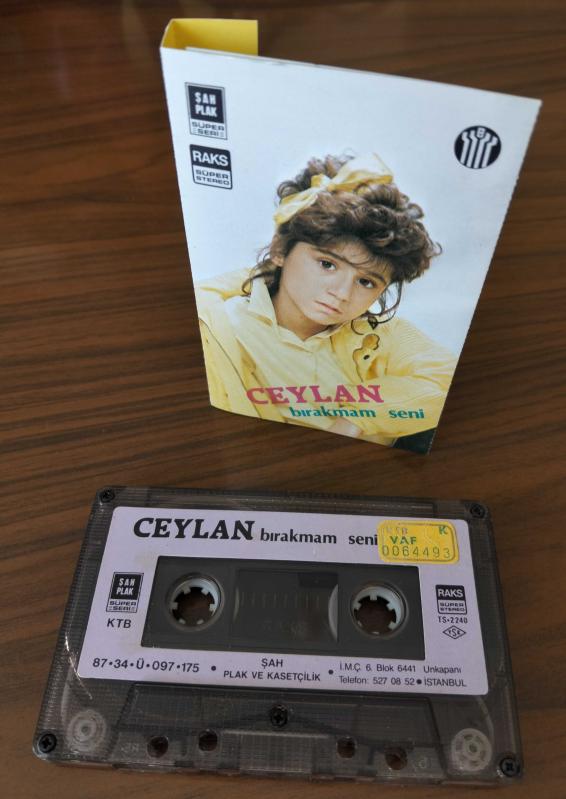 ŞAH
PLAK
SÜPER
SERİ
RAKS
SÜPER
STEREO
B
CEYLAN
bırakmam seni
CEYLAN bırakmam seni
KTB K
VAF
0064493
ŞAH
PLAK
SÜPER
SERİ
KTB
RAKS
SÜPER
STEREO
TS-2240
87•34•Ü•097•175
ŞAH
PLAK VE KASETÇİLİK
• İ.M.Ç. 6. Blok 6441 Unkapanı
Telefon: 527 08 52 • İSTANBUL